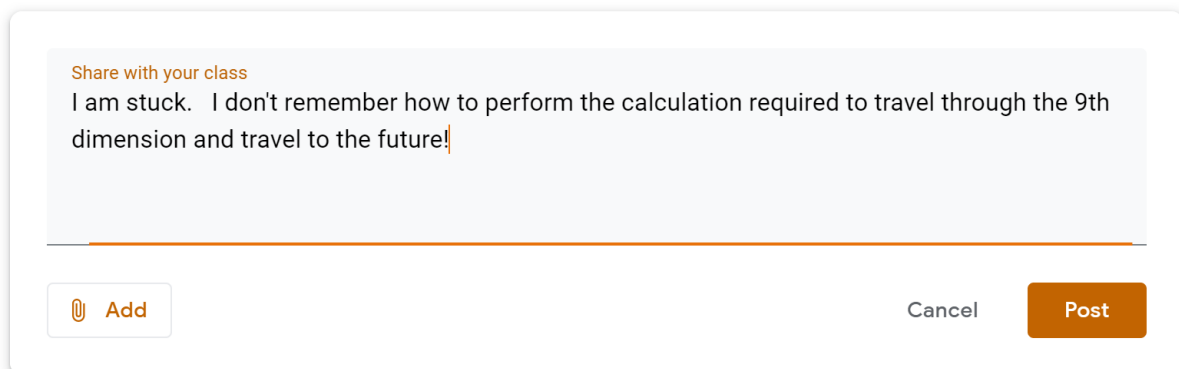 Share with your class
I am stuck.   I don't remember how to perform the calculation required to travel through the 9th
dimension and travel to the future!
Add
Cancel
Post